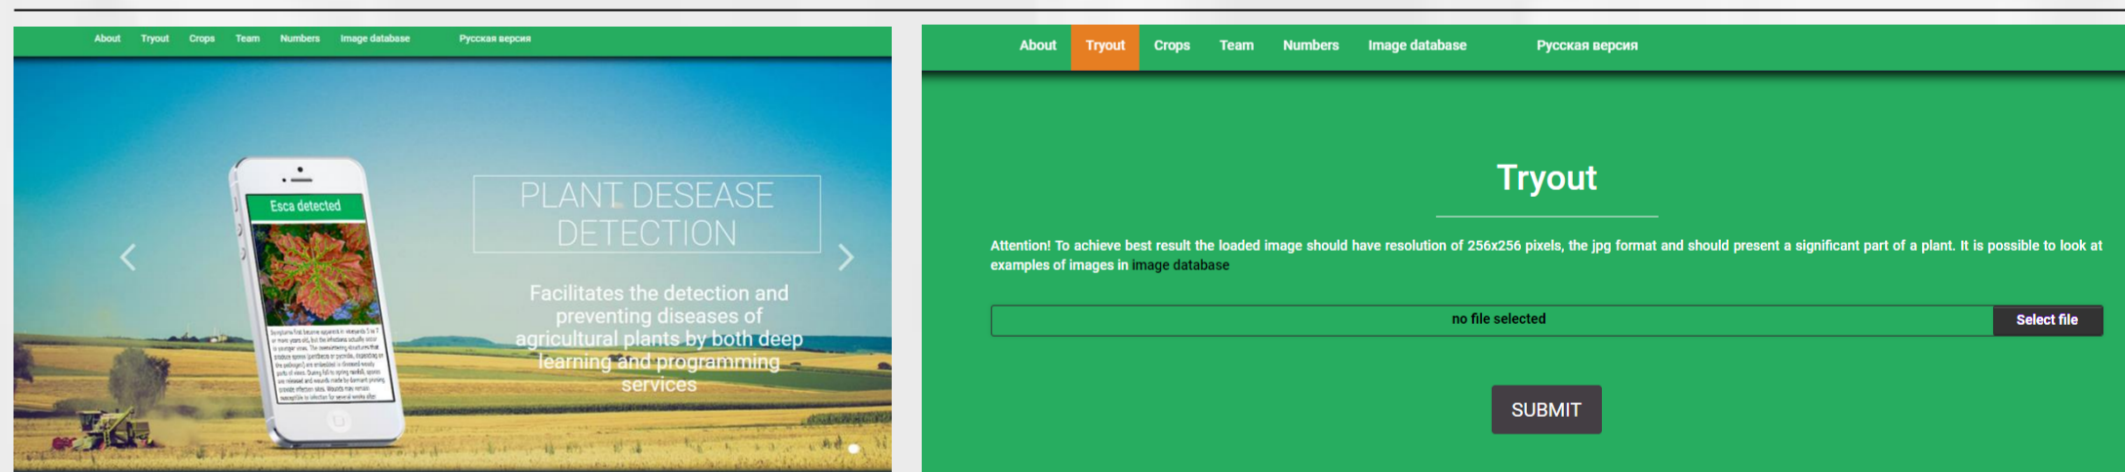 About Tryout Crops Team Numbers Image database Русская версия
Esca detected
PLANT DESEASE
DETECTION
Facilitates the detection and
preventing diseases of
agricultural plants by both deep
learning and programming
services
About Tryout Crops Team Numbers Image database Русская версия
Tryout
Attention! To achieve best result the loaded image should have resolution of 256x256 pixels, the jpg format and should present a significant part of a plant. It is possible to look at
examples of images in image database
no file selected Select file
SUBMIT